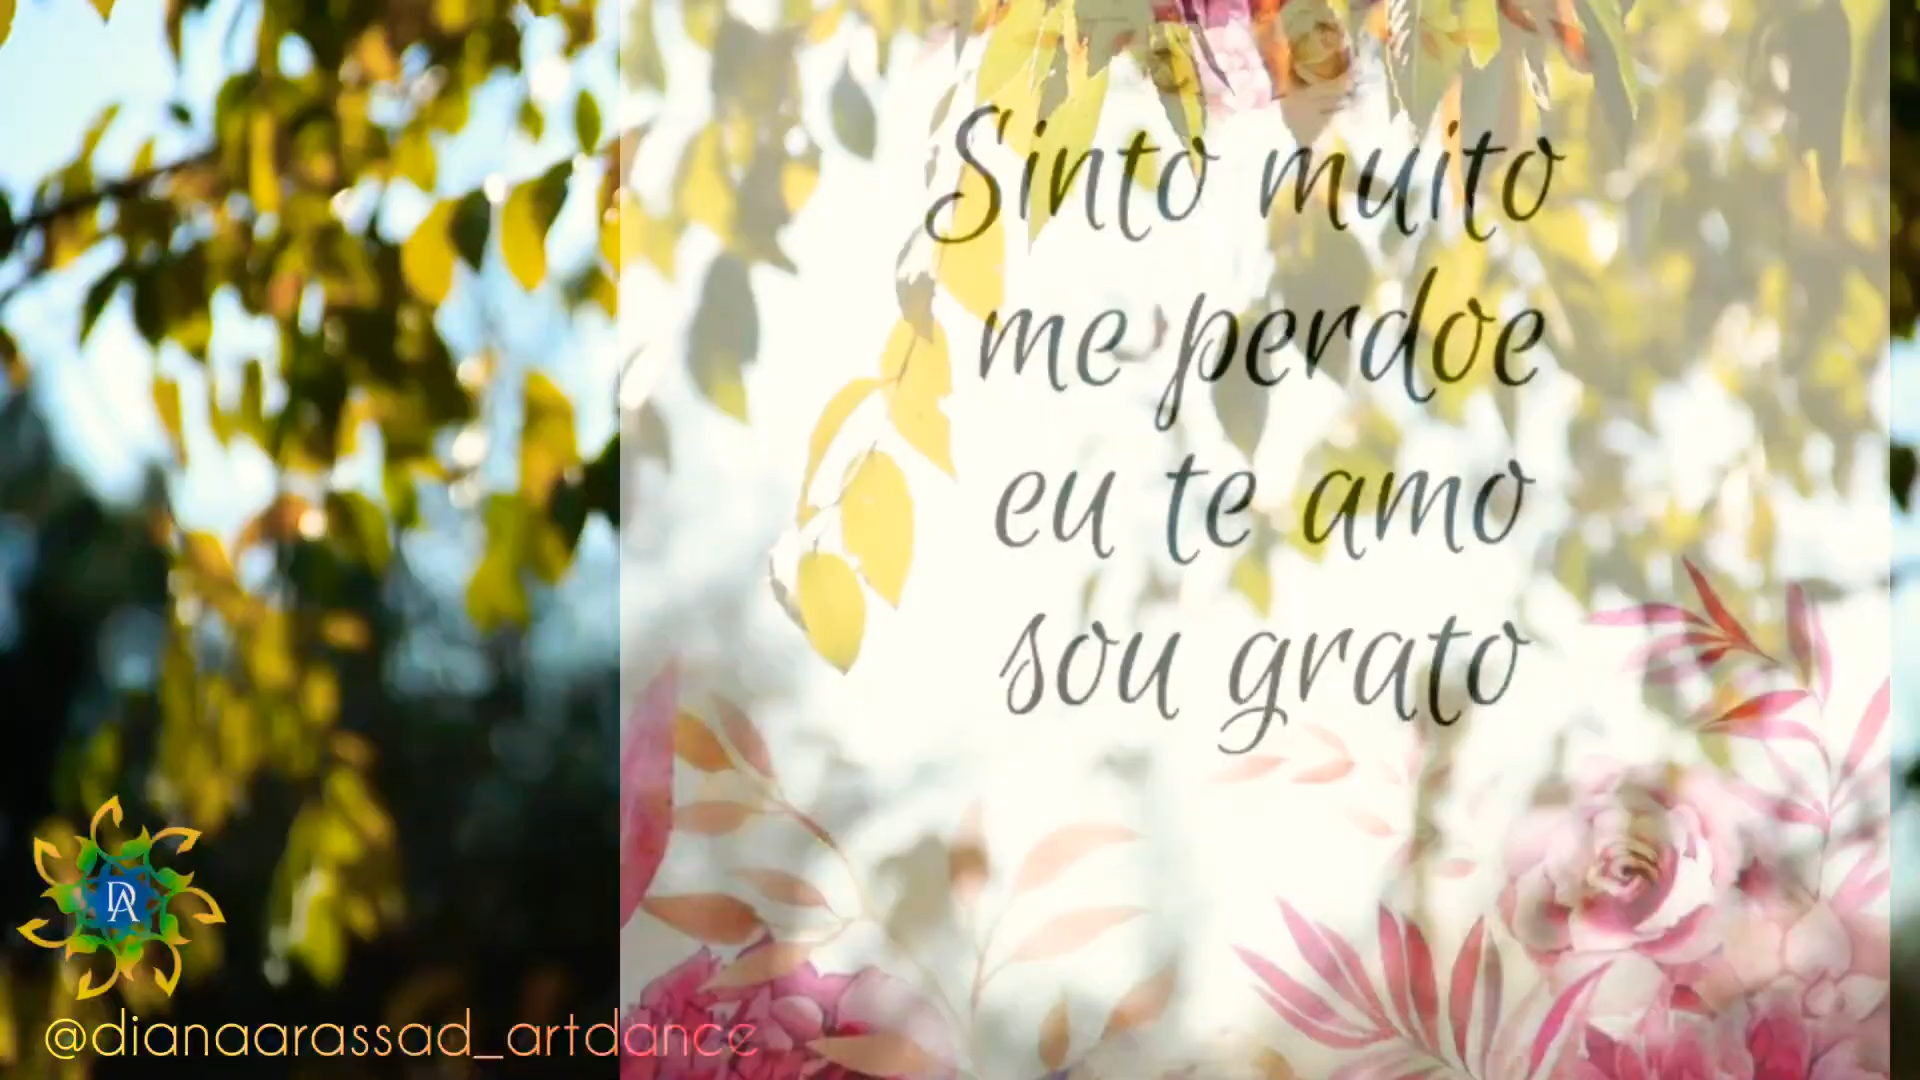 Sinto muito
me perdoe
eu te amo
sou grato
DA
@dianaarassad_artdance